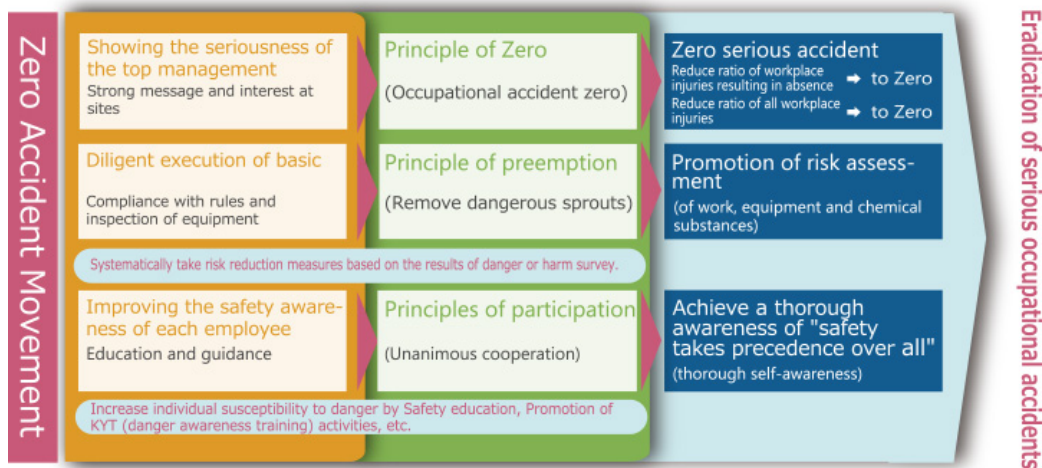 Zero Accident Movement
Showing the seriousness of
the top management
Strong message and interest at
sites
Principle of Zero
(Occupational accident zero)
Zero serious accident
Reduce ratio of workplace
injuries resulting in absence ➡ to Zero
Reduce ratio of all workplace
injuries ➡ to Zero
Diligent execution of basic
Compliance with rules and
inspection of equipment
Principle of preemption
(Remove dangerous sprouts)
Promotion of risk assess-
ment
(of work, equipment and chemical
substances)
Systematically take risk reduction measures based on the results of danger or harm survey.
Improving the safety aware-
ness of each employee
Education and guidance
Principles of participation
(Unanimous cooperation)
Achieve a thorough
awareness of "safety
takes precedence over all"
(thorough self-awareness)
Increase individual susceptibility to danger by Safety education, Promotion of
KYT (danger awareness training) activities, etc.
Eradication of serious occupational accidents